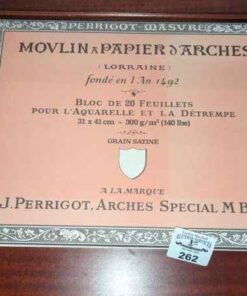 PERRIGOT-MASURE
MOVLIN A PAPIER D'ARCHES
(LORRAINE)
fondé en l'An 1492
BLOC DE 20 FEUILLETS
POUR L'AQUARELLE ET LA DÉTREMPE
31 x 41 cm ~ 300 g/m² (140 lbs)
GRAIN SATINÉ
A LA MARQUE
J. PERRIGOT, ARCHES SPECIAL M B
262